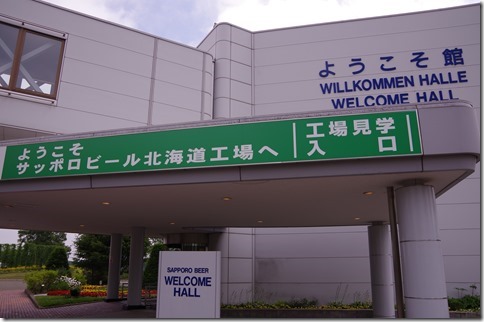 ようこそ館
WILLKOMMEN HALLE
WELCOME HALL
ようこそ
サッポロビール北海道工場へ
工場見学
入口
SAPPORO BEER
WELCOME
HALL